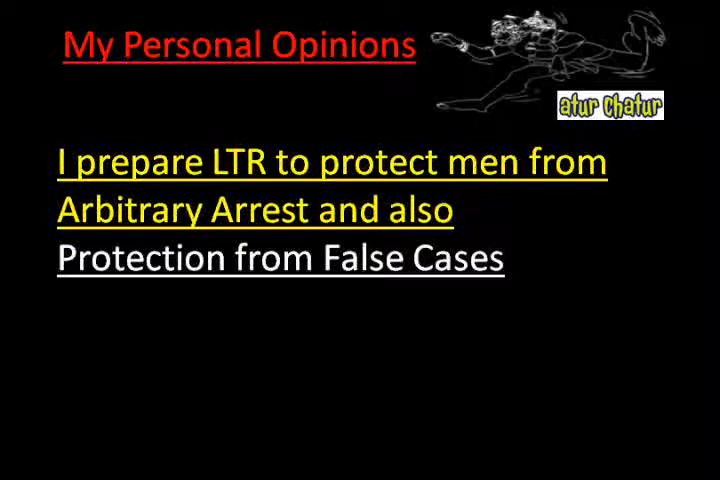 My Personal Opinions
atur chatur
I prepare LTR to protect men from
Arbitrary Arrest and also
Protection from False Cases